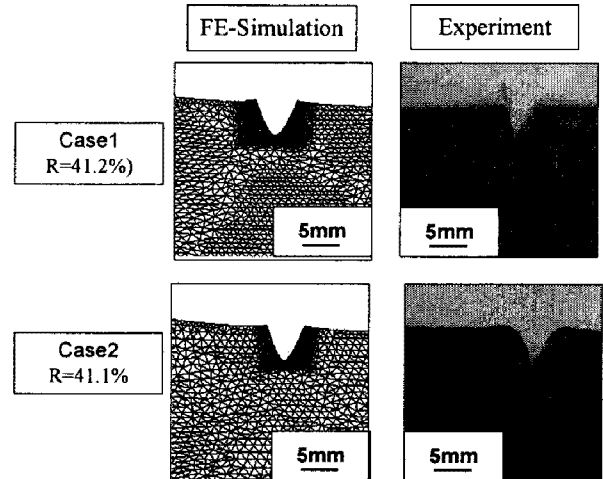 FE-Simulation
Experiment
Case1
R=41.2%)
5mm
5mm
Case2
R=41.1%
5mm
5mm